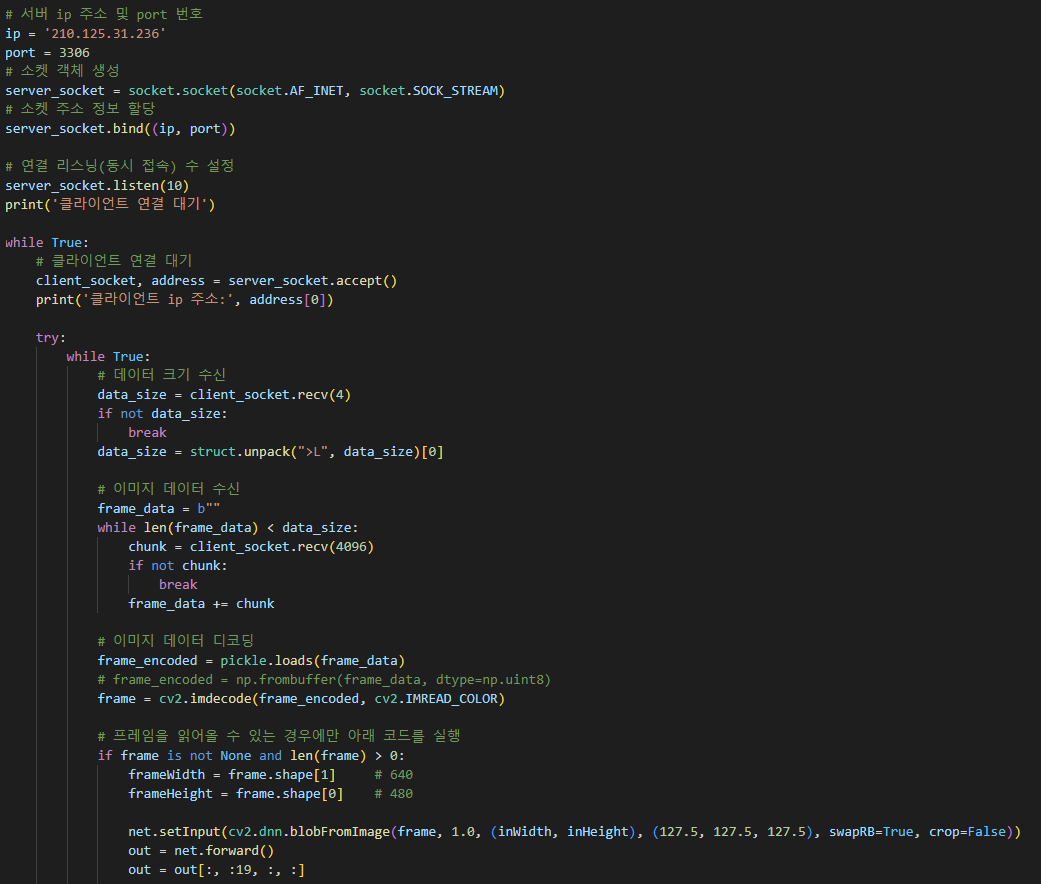 # 서버 ip 주소 및 port 번호
ip = '210.125.31.236'
port = 3306
# 소켓 객체 생성
server_socket = socket.socket(socket.AF_INET, socket.SOCK_STREAM)
# 소켓 주소 정보 할당
server_socket.bind((ip, port))

# 연결 리스닝(동시 접속) 수 설정
server_socket.listen(10)
print('클라이언트 연결 대기')

while True:
    # 클라이언트 연결 대기
    client_socket, address = server_socket.accept()
    print('클라이언트 ip 주소:', address[0])

    try:
        while True:
            # 데이터 크기 수신
            data_size = client_socket.recv(4)
            if not data_size:
                break
            data_size = struct.unpack(">L", data_size)[0]

            # 이미지 데이터 수신
            frame_data = b""
            while len(frame_data) < data_size:
                chunk = client_socket.recv(4096)
                if not chunk:
                    break
                frame_data += chunk

            # 이미지 데이터 디코딩
            frame_encoded = pickle.loads(frame_data)
            # frame_encoded = np.frombuffer(frame_data, dtype=np.uint8)
            frame = cv2.imdecode(frame_encoded, cv2.IMREAD_COLOR)

            # 프레임을 읽어올 수 있는 경우에만 아래 코드를 실행
            if frame is not None and len(frame) > 0:
                frameWidth = frame.shape[1]     # 640
                frameHeight = frame.shape[0]    # 480

                net.setInput(cv2.dnn.blobFromImage(frame, 1.0, (inWidth, inHeight), (127.5, 127.5, 127.5), swapRB=True, crop=False))
                out = net.forward()
                out = out[:, :19, :, :]